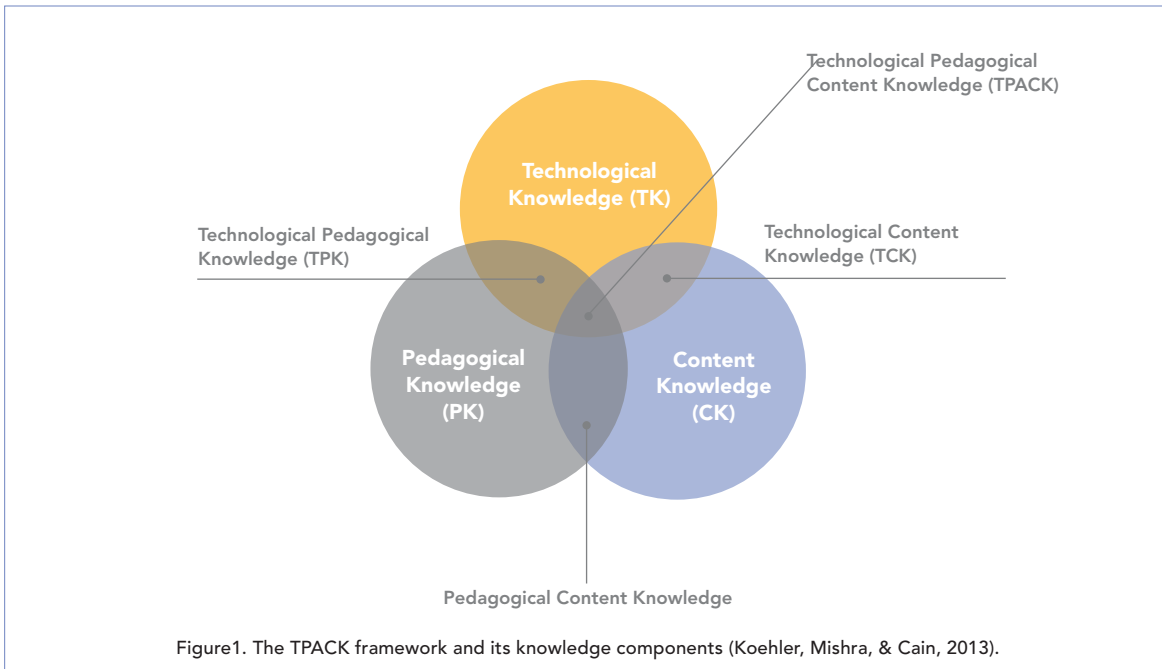 Technological Pedagogical
Content Knowledge (TPACK)
Technological
Knowledge (TK)
Technological Pedagogical
Knowledge (TPK)
Technological Content
Knowledge (TCK)
Pedagogical
Knowledge
(PK)
Content
Knowledge
(CK)
Pedagogical Content Knowledge
Figure1. The TPACK framework and its knowledge components (Koehler, Mishra, & Cain, 2013).